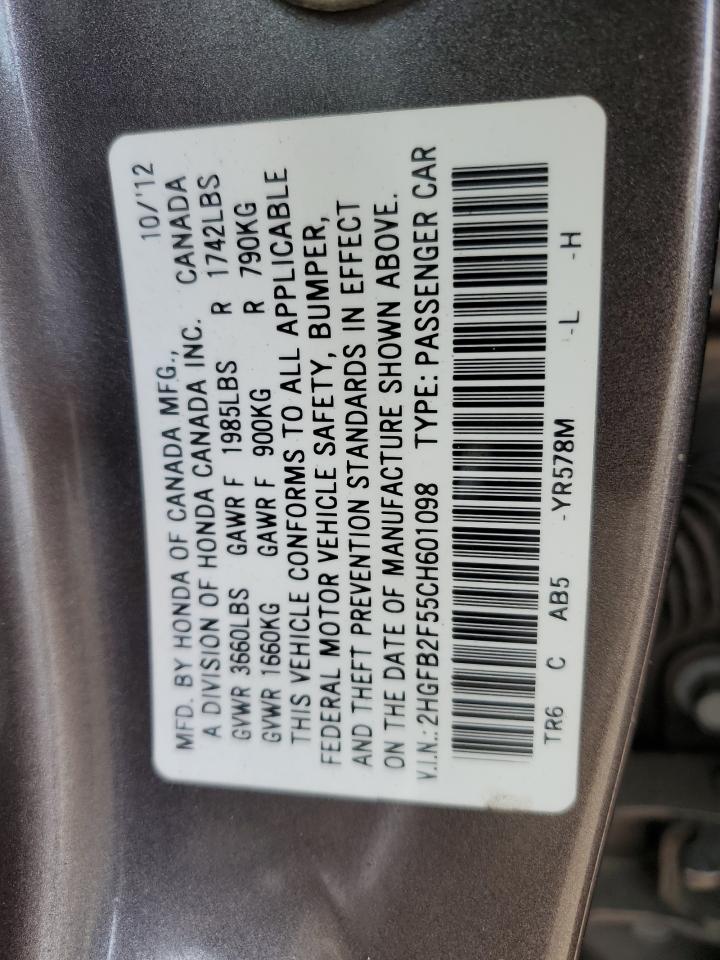 MFD. BY HONDA OF CANADA MFG., 10/'12
A DIVISION OF HONDA CANADA INC. CANADA
GVWR 3660LBS GAWR F 1985LBS R 1742LBS
GVWR 1660KG GAWR F 900KG R 790KG
THIS VEHICLE CONFORMS TO ALL APPLICABLE
FEDERAL MOTOR VEHICLE SAFETY, BUMPER,
AND THEFT PREVENTION STANDARDS IN EFFECT
ON THE DATE OF MANUFACTURE SHOWN ABOVE.
V.I.N.: 2HGFB2F55CH601098 TYPE: PASSENGER CAR
TR6 C AB5 -YR578M -L -H